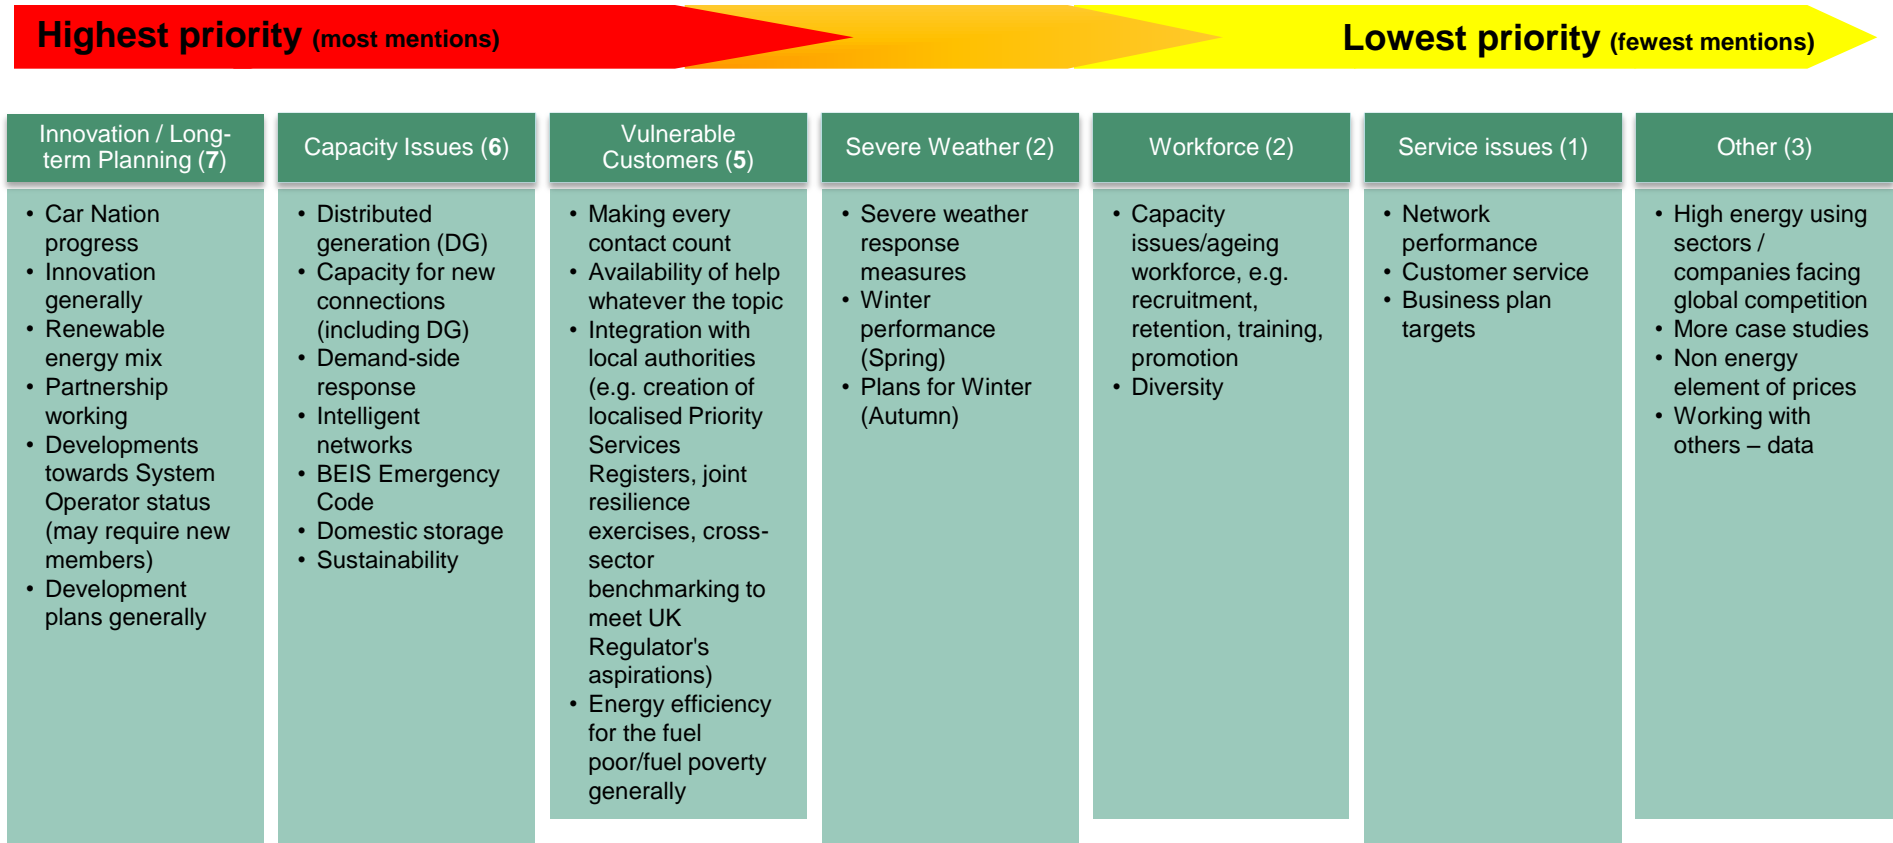 Highest priority (most mentions)
Lowest priority (fewest mentions)
Innovation / Long-
term Planning (7)
• Car Nation
progress
• Innovation
generally
• Renewable
energy mix
• Partnership
working
• Developments
towards System
Operator status
(may require new
members)
• Development
plans generally
Capacity Issues (6)
• Distributed
generation (DG)
• Capacity for new
connections
(including DG)
• Demand-side
response
• Intelligent
networks
• BEIS Emergency
Code
• Domestic storage
• Sustainability
Vulnerable
Customers (5)
• Making every
contact count
• Availability of help
whatever the topic
• Integration with
local authorities
(e.g. creation of
localised Priority
Services
Registers, joint
resilience
exercises, cross-
sector
benchmarking to
meet UK
Regulator's
aspirations)
• Energy efficiency
for the fuel
poor/fuel poverty
generally
Severe Weather (2)
• Severe weather
response
measures
• Winter
performance
(Spring)
• Plans for Winter
(Autumn)
Workforce (2)
• Capacity
issues/ageing
workforce, e.g.
recruitment,
retention, training,
promotion
• Diversity
Service issues (1)
• Network
performance
• Customer service
• Business plan
targets
Other (3)
• High energy using
sectors /
companies facing
global competition
• More case studies
• Non energy
element of prices
• Working with
others – data